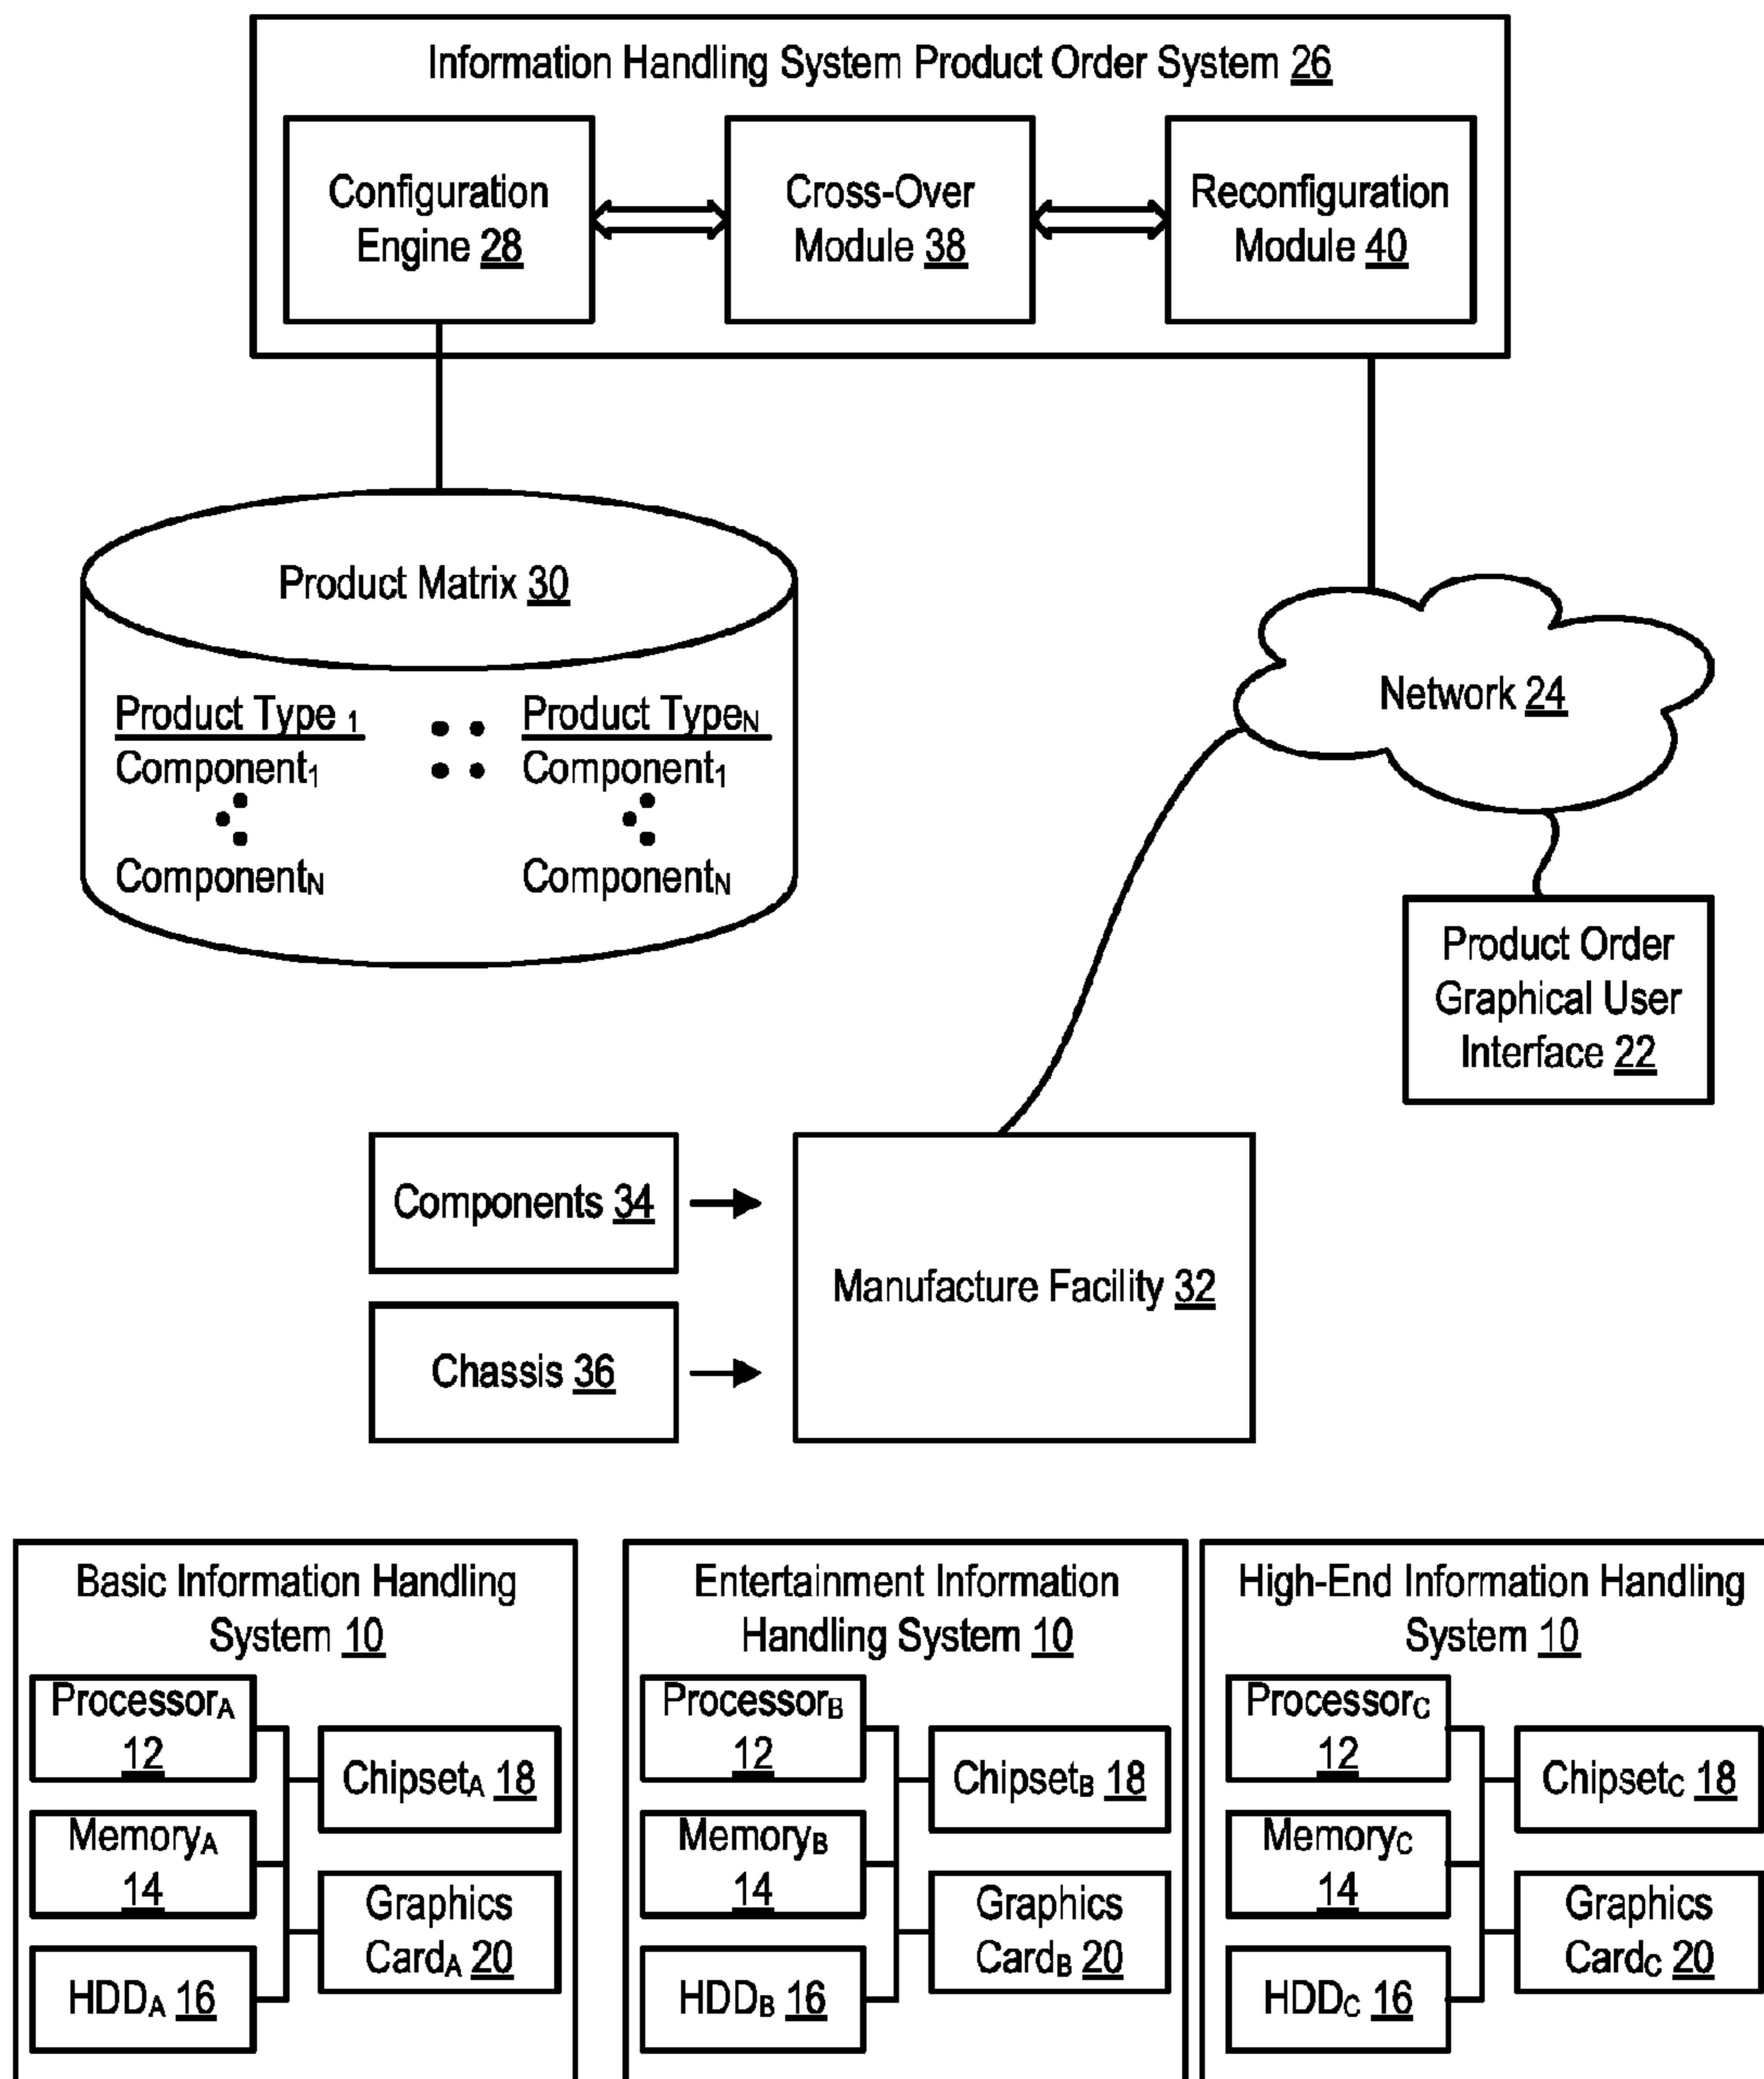 Information Handling System Product Order System 26
Configuration
Engine 28
Cross-Over
Module 38
Reconfiguration
Module 40
Product Matrix 30
Product Type 1
Component1
ComponentN
Product TypeN
Component1
ComponentN
Network 24
Product Order
Graphical User
Interface 22
Components 34
Chassis 36
Manufacture Facility 32
Basic Information Handling
System 10
ProcessorA
12
MemoryA
14
HDDA 16
ChipsetA 18
Graphics
CardA 20
Entertainment Information
Handling System 10
ProcessorB
12
MemoryB
14
HDDB 16
ChipsetB 18
Graphics
CardB 20
High-End Information Handling
System 10
ProcessorC
12
MemoryC
14
HDDC 16
ChipsetC 18
Graphics
CardC 20